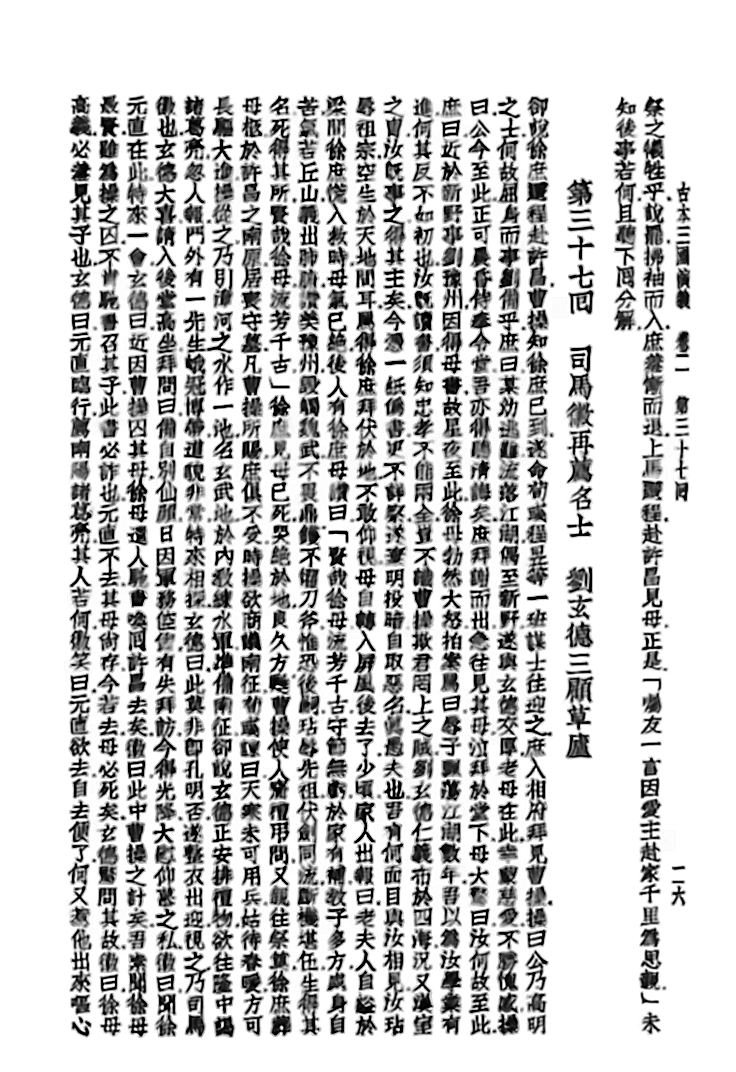 古本三國演義　卷二　第三十七回　一一六
祭之犧牲乎說罷拂袖而入庶羞慚而退上馬趲程赴許昌見母正是「囑友一言因愛主赴家千里為思親」未
知後事若何且聽下回分解
第三十七回　司馬徽再薦名士　劉玄德三顧草廬
卻說徐庶趲程赴許昌曹操知徐庶已到遂命荀彧程昱等一班謀士往迎之庶入相府拜見曹操操曰公乃高明
之士何故屈身而事劉備乎庶曰某幼逃難流落江湖偶至新野遂與玄德交厚老母在此幸蒙慈愛不勝愧感操
曰公今至此正可晨昏侍奉令堂吾亦得聽清誨矣庶拜謝而出急往見其母泣拜於堂下母大驚曰汝何故至此
庶曰近於新野事劉豫州因得母書故星夜至此徐母勃然大怒拍案罵曰辱子飄蕩江湖數年吾以為汝學業有
進何其反不如初也汝既讀書須知忠孝不能兩全豈不識曹操欺君罔上之賊劉玄德仁義布於四海況又漢室
之冑汝既事之得其主矣今憑一紙偽書更不詳察遂棄明投暗自取惡名真愚夫也吾有何面目與汝相見汝玷
辱祖宗空生於天地間耳罵得徐庶拜伏於地不敢仰視母自轉入屏風後去了少頃家人出報曰老夫人自縊於
梁間徐庶慌入救時母氣已絕後人有徐母讚曰「賢哉徐母流芳千古守節無虧於家有補教子多方處身自
苦氣若丘山義出肺腑讚美豫州毀觸魏武不畏鼎鑊不懼刀斧惟恐後嗣玷辱先祖伏劍同流斷機堪伍生得其
名死得其所賢哉徐母流芳千古」徐庶見母已死哭絕於地良久方甦曹操使人齎禮弔問又親往祭奠徐庶葬
母柩於許昌之南原居喪守墓凡曹操所賜庶俱不受時操欲商議南征荀彧諫曰天寒未可用兵姑待春暖方可
長驅大進操從之乃引漳河之水作一池名玄武池於內教練水軍準備南征卻說玄德正安排禮物欲往隆中謁
諸葛亮忽人報門外有一先生峨冠博帶道貌非常特來相探玄德曰此莫非即孔明否遂整衣出迎視之乃司馬
徽也玄德大喜請入後堂高坐拜問曰備自別仙顏日因軍務倥傯有失拜訪今得光降大慰仰慕之私徽曰聞徐
元直在此特來一會玄德曰近因曹操囚其母徐母遣人馳書喚回許昌去矣徽曰此中曹操之計矣吾素聞徐母
最賢雖為操之囚不肯馳書召其子此書必詐也元直不去其母尚存今若去母必死矣玄德驚問其故徽曰徐母
高義必羞見其子也玄德曰元直臨行薦南陽諸葛亮其人若何徽笑曰元直欲去自去便了何又惹他出來嘔心